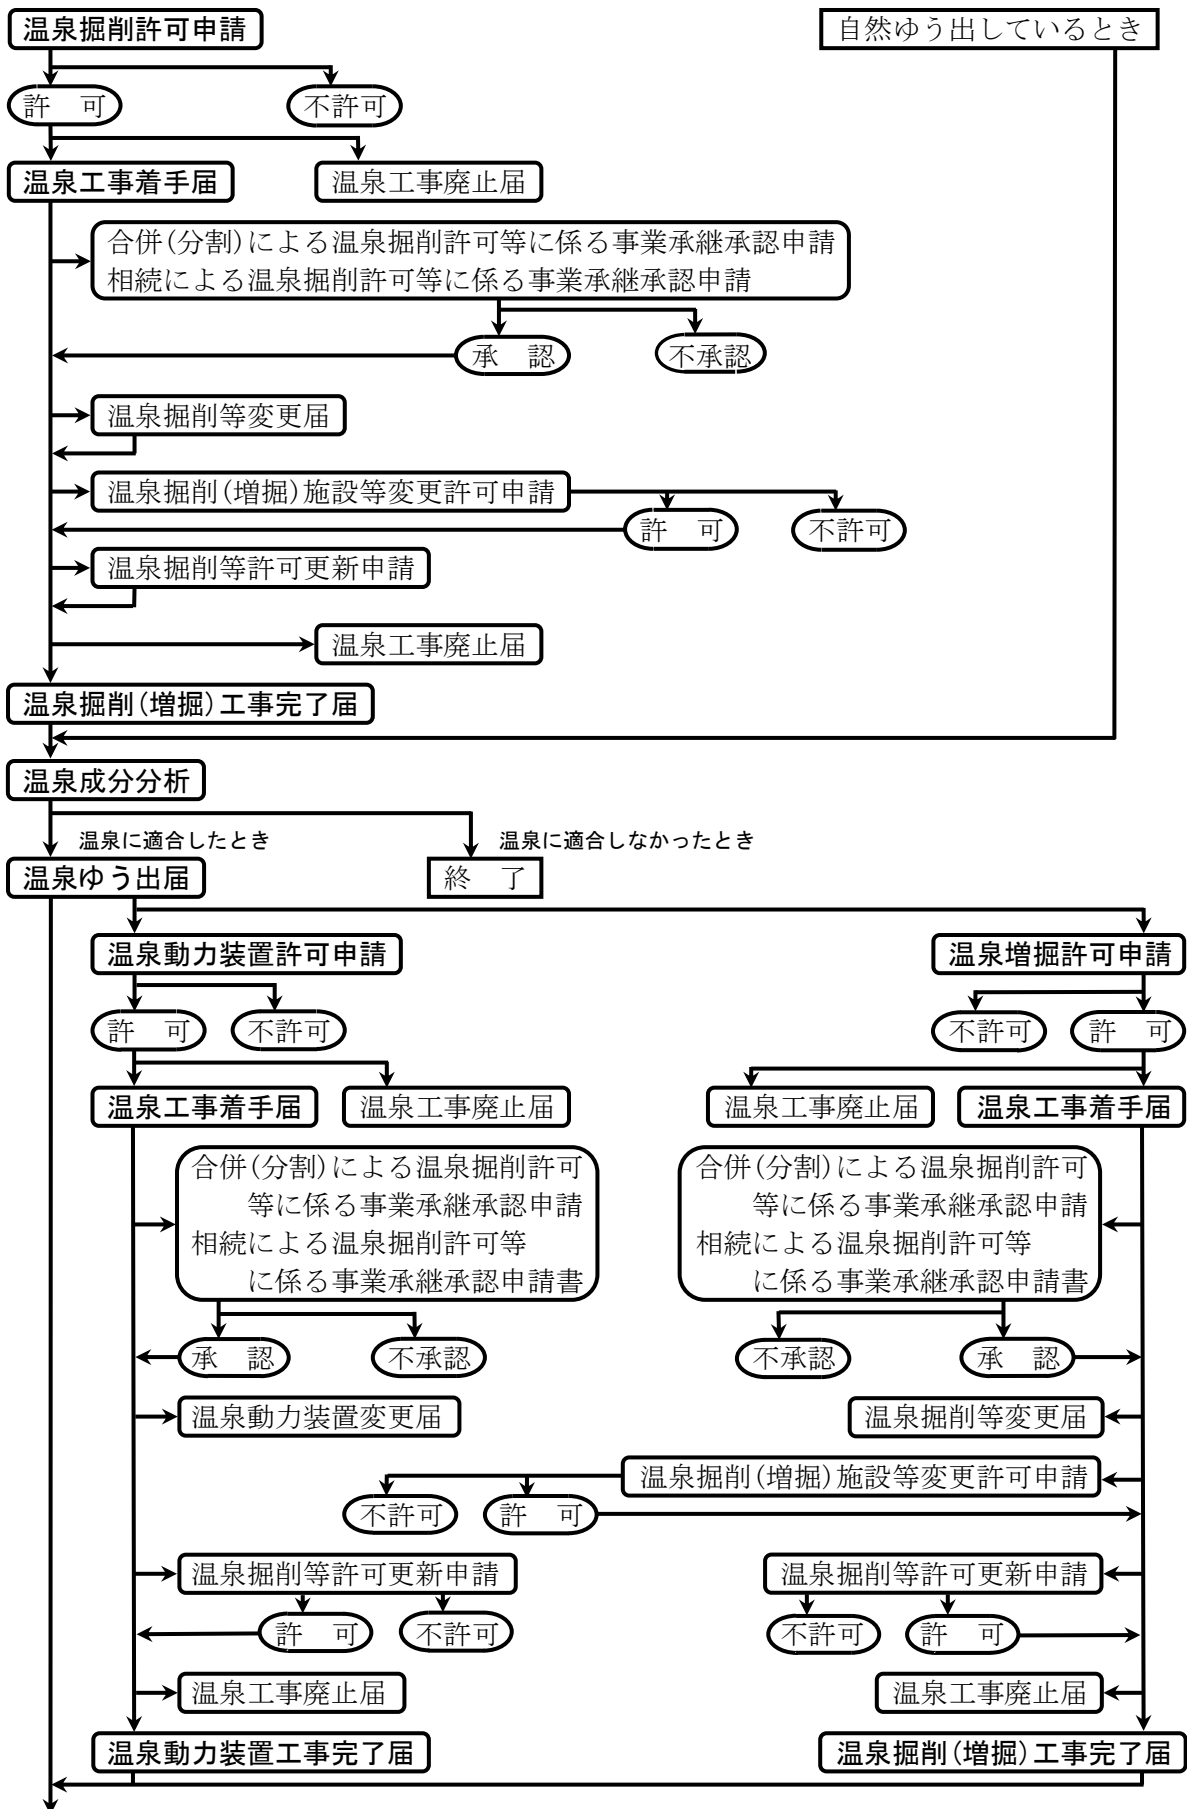 温泉掘削許可申請
自然ゆう出しているとき
許　可
不許可
温泉工事着手届
温泉工事廃止届
合併(分割)による温泉掘削許可等に係る事業承継承認申請
相続による温泉掘削許可等に係る事業承継承認申請
承　認
不承認
温泉掘削等変更届
温泉掘削(増掘)施設等変更許可申請
許　可
不許可
温泉掘削等許可更新申請
温泉工事廃止届
温泉掘削(増掘)工事完了届
温泉成分分析
温泉に適合したとき
温泉に適合しなかったとき
温泉ゆう出届
終　了
温泉動力装置許可申請
温泉増掘許可申請
許　可
不許可
不許可
許　可
温泉工事着手届
温泉工事廃止届
温泉工事廃止届
温泉工事着手届
合併(分割)による温泉掘削許可
等に係る事業承継承認申請
相続による温泉掘削許可等
に係る事業承継承認申請書
合併(分割)による温泉掘削許可
等に係る事業承継承認申請
相続による温泉掘削許可等
に係る事業承継承認申請書
承　認
不承認
不承認
承　認
温泉動力装置変更届
温泉掘削等変更届
温泉掘削(増掘)施設等変更許可申請
不許可
許　可
温泉掘削等許可更新申請
温泉掘削等許可更新申請
許　可
不許可
不許可
許　可
温泉工事廃止届
温泉工事廃止届
温泉動力装置工事完了届
温泉掘削(増掘)工事完了届